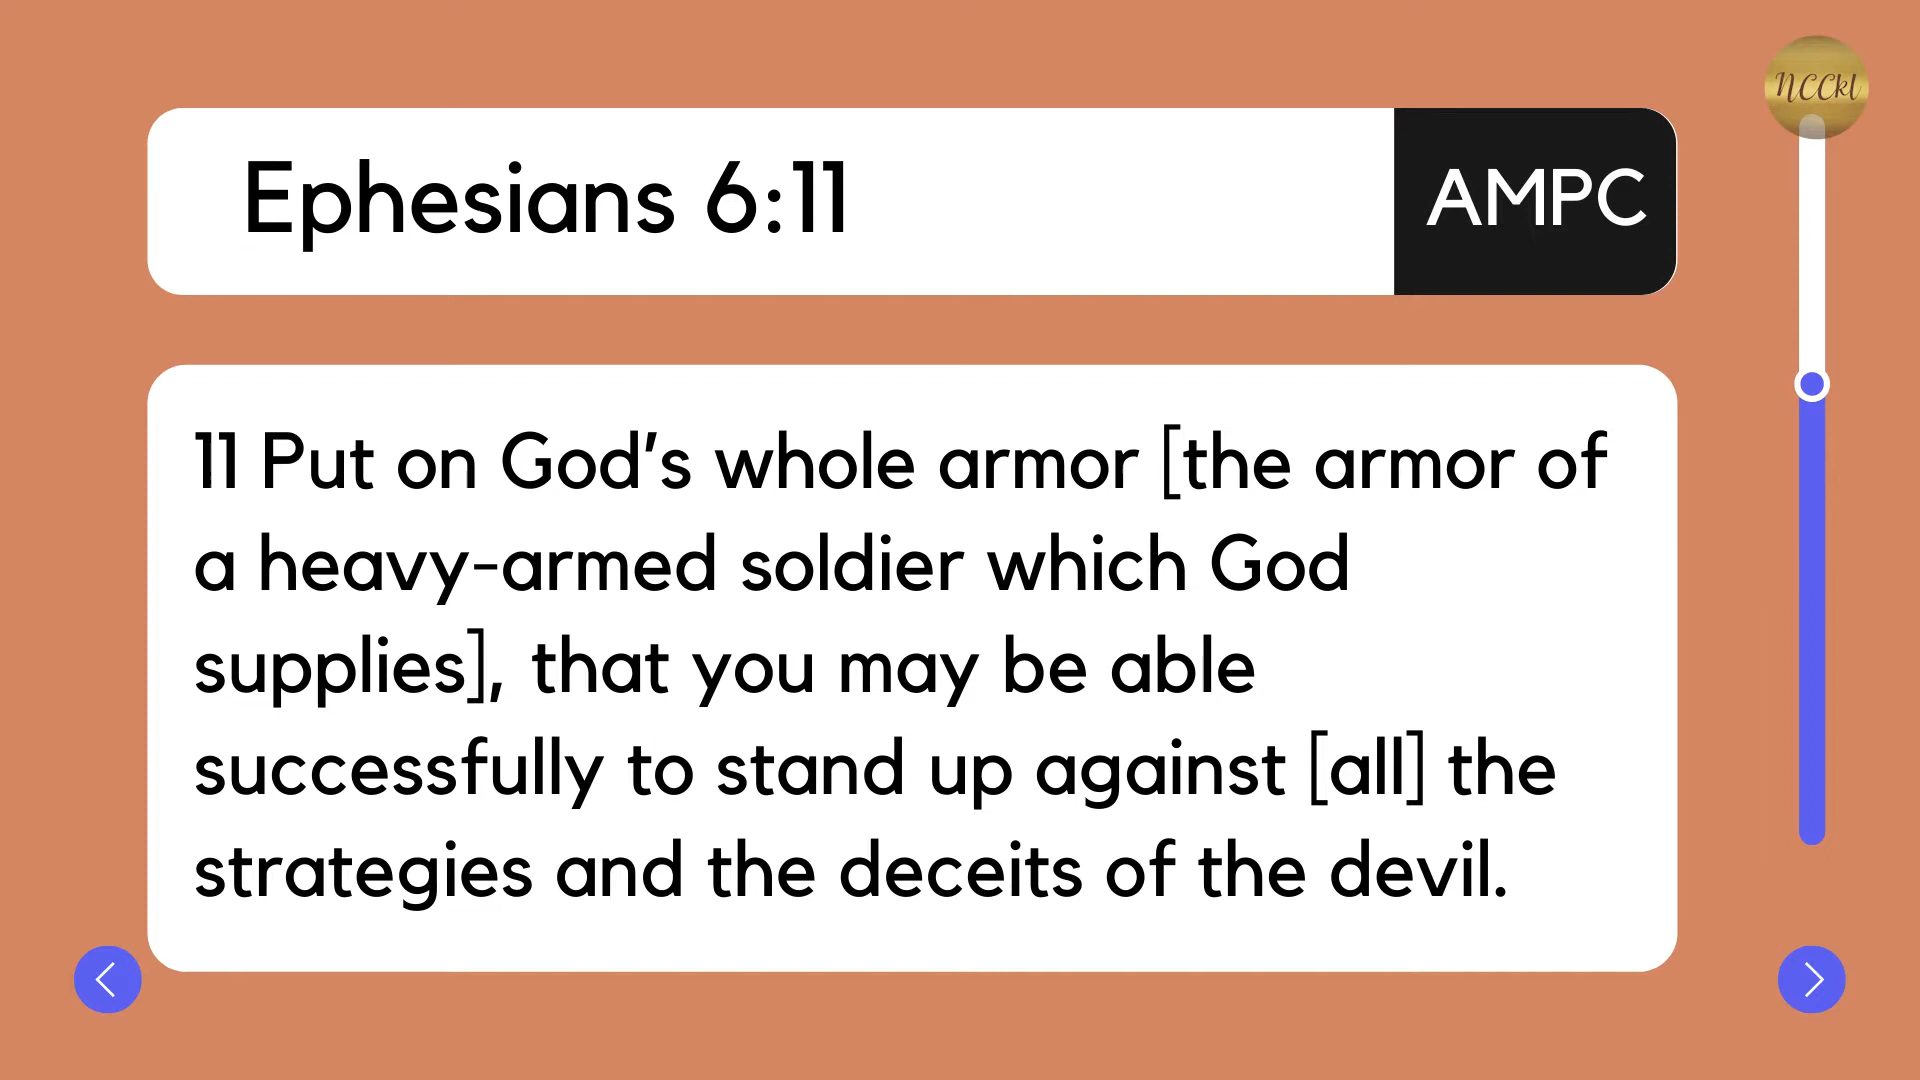 NCCkl
Ephesians 6:11
AMPC
11 Put on God's whole armor [the armor of
a heavy-armed soldier which God
supplies], that you may be able
successfully to stand up against [all] the
strategies and the deceits of the devil.